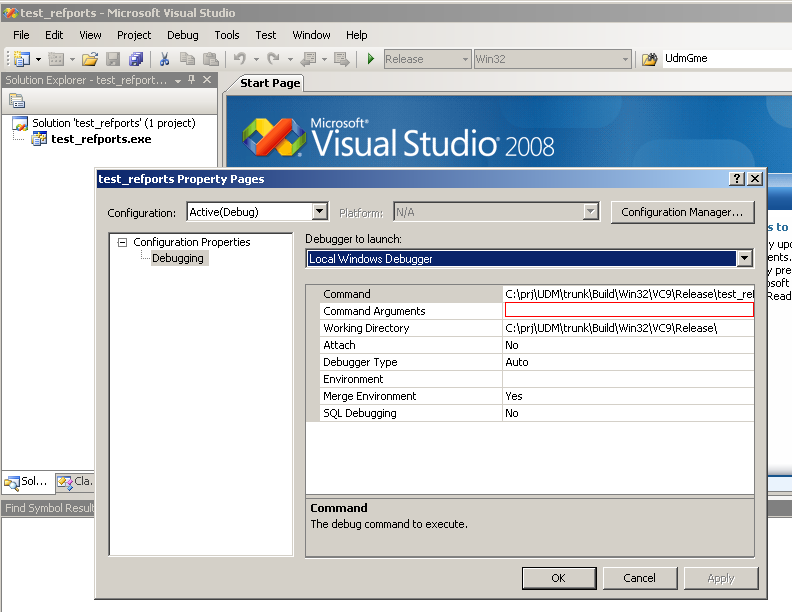 test_refports - Microsoft Visual Studio
File Edit View Project Debug Tools Test Window Help
Release Win32 UdmGme
Solution Explorer - test_refport...
Start Page
Solution 'test_refports' (1 project)
test_refports.exe
Microsoft®
Visual Studio® 2008
test_refports Property Pages
Configuration: Active(Debug) Platform: N/A Configuration Manager...
Configuration Properties
Debugging
Debugger to launch:
Local Windows Debugger
Command C:\prj\UDM\trunk\Build\Win32\VC9\Release\test_ref
Command Arguments
Working Directory C:\prj\UDM\trunk\Build\Win32\VC9\Release\
Attach No
Debugger Type Auto
Environment
Merge Environment Yes
SQL Debugging No
Command
The debug command to execute.
OK Cancel Apply
Sol... Cla.
Find Symbol Result
s to
Read